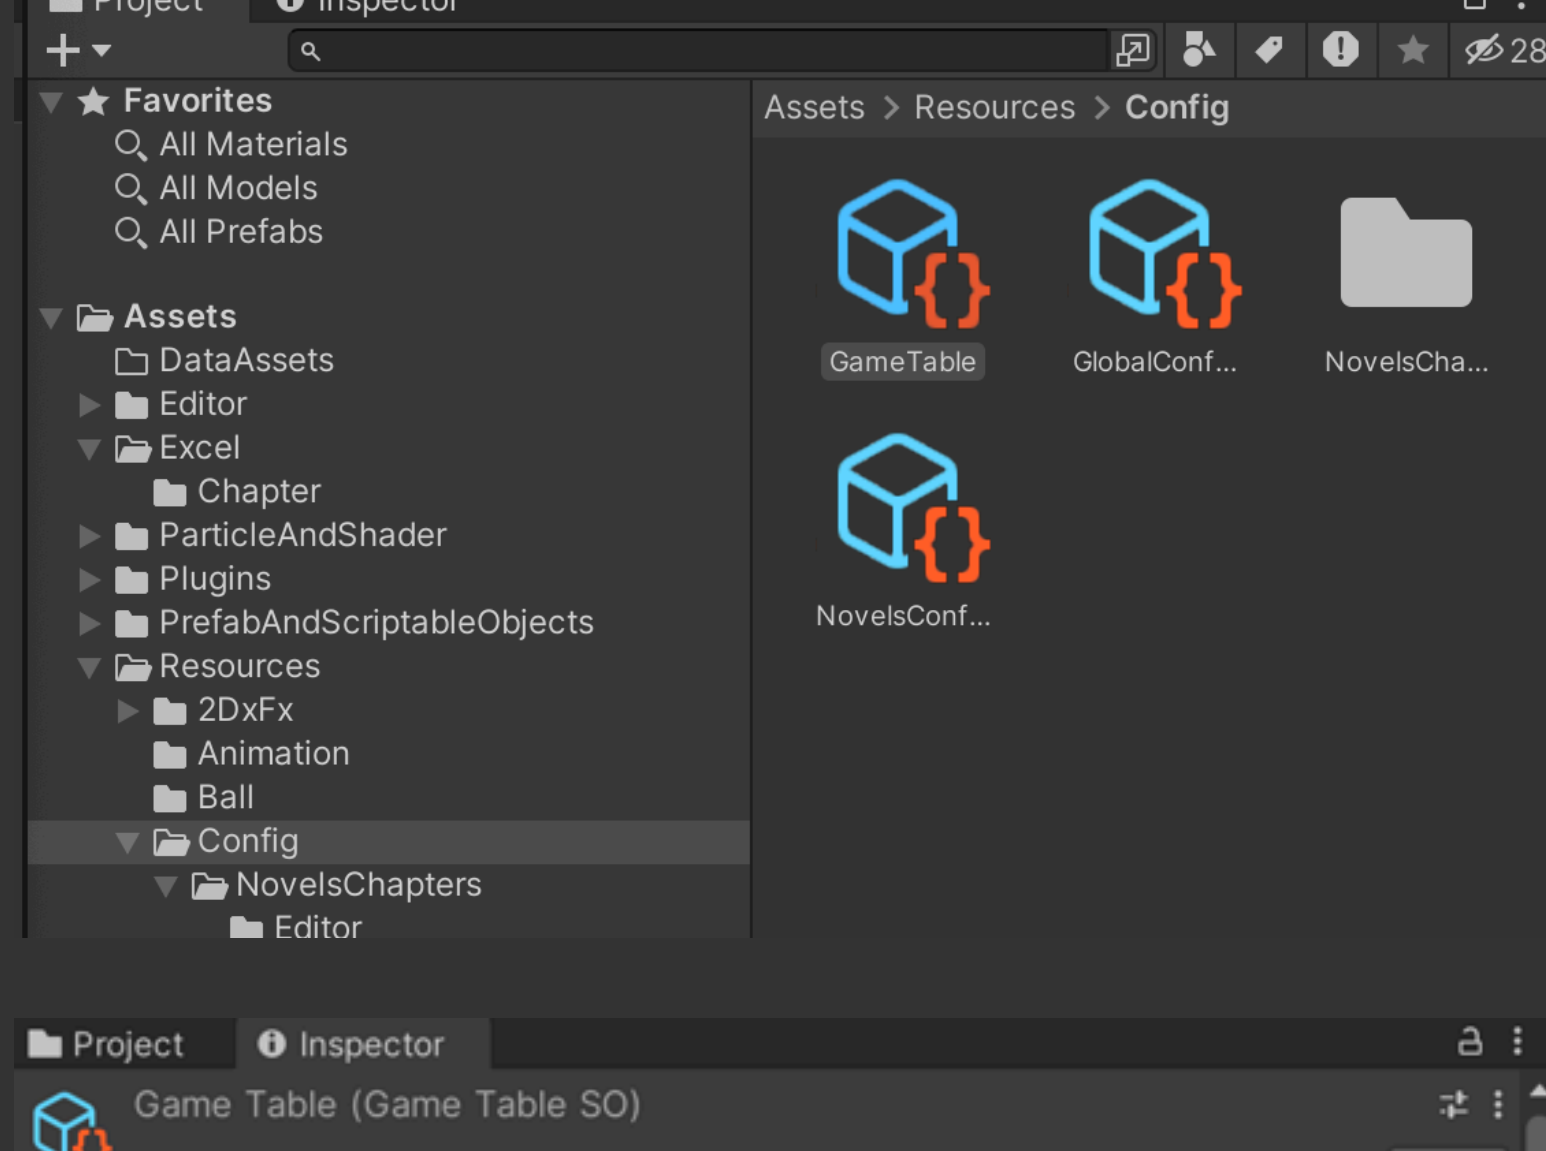 Project
Inspector
28
Favorites
All Materials
All Models
All Prefabs
Assets
DataAssets
Editor
Excel
Chapter
ParticleAndShader
Plugins
PrefabAndScriptableObjects
Resources
2DxFx
Animation
Ball
Config
NovelsChapters
Editor
Assets > Resources > Config
GameTable
GlobalConf...
NovelsCha...
NovelsConf...
Project
Inspector
Game Table (Game Table SO)